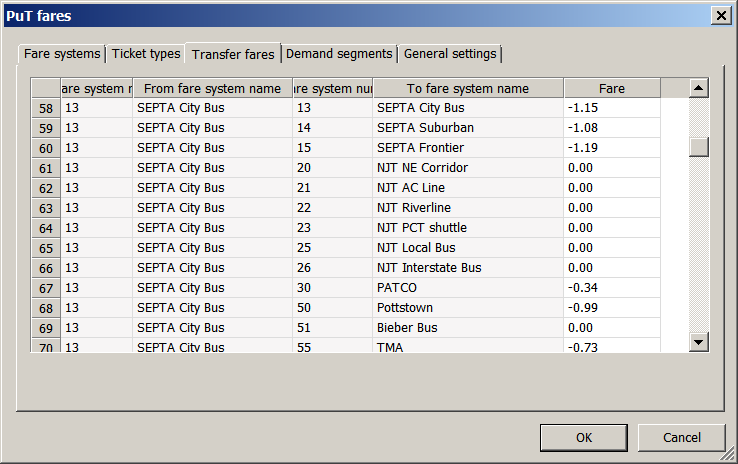 PuT fares
Fare systems Ticket types Transfer fares Demand segments General settings
are system n From fare system name are system nun To fare system name Fare
58 13 SEPTA City Bus 13 SEPTA City Bus -1.15
59 13 SEPTA City Bus 14 SEPTA Suburban -1.08
60 13 SEPTA City Bus 15 SEPTA Frontier -1.19
61 13 SEPTA City Bus 20 NJT NE Corridor 0.00
62 13 SEPTA City Bus 21 NJT AC Line 0.00
63 13 SEPTA City Bus 22 NJT Riverline 0.00
64 13 SEPTA City Bus 23 NJT PCT shuttle 0.00
65 13 SEPTA City Bus 25 NJT Local Bus 0.00
66 13 SEPTA City Bus 26 NJT Interstate Bus 0.00
67 13 SEPTA City Bus 30 PATCO -0.34
68 13 SEPTA City Bus 50 Pottstown -0.99
69 13 SEPTA City Bus 51 Bieber Bus 0.00
70 13 SEPTA City Bus 55 TMA -0.73
OK Cancel